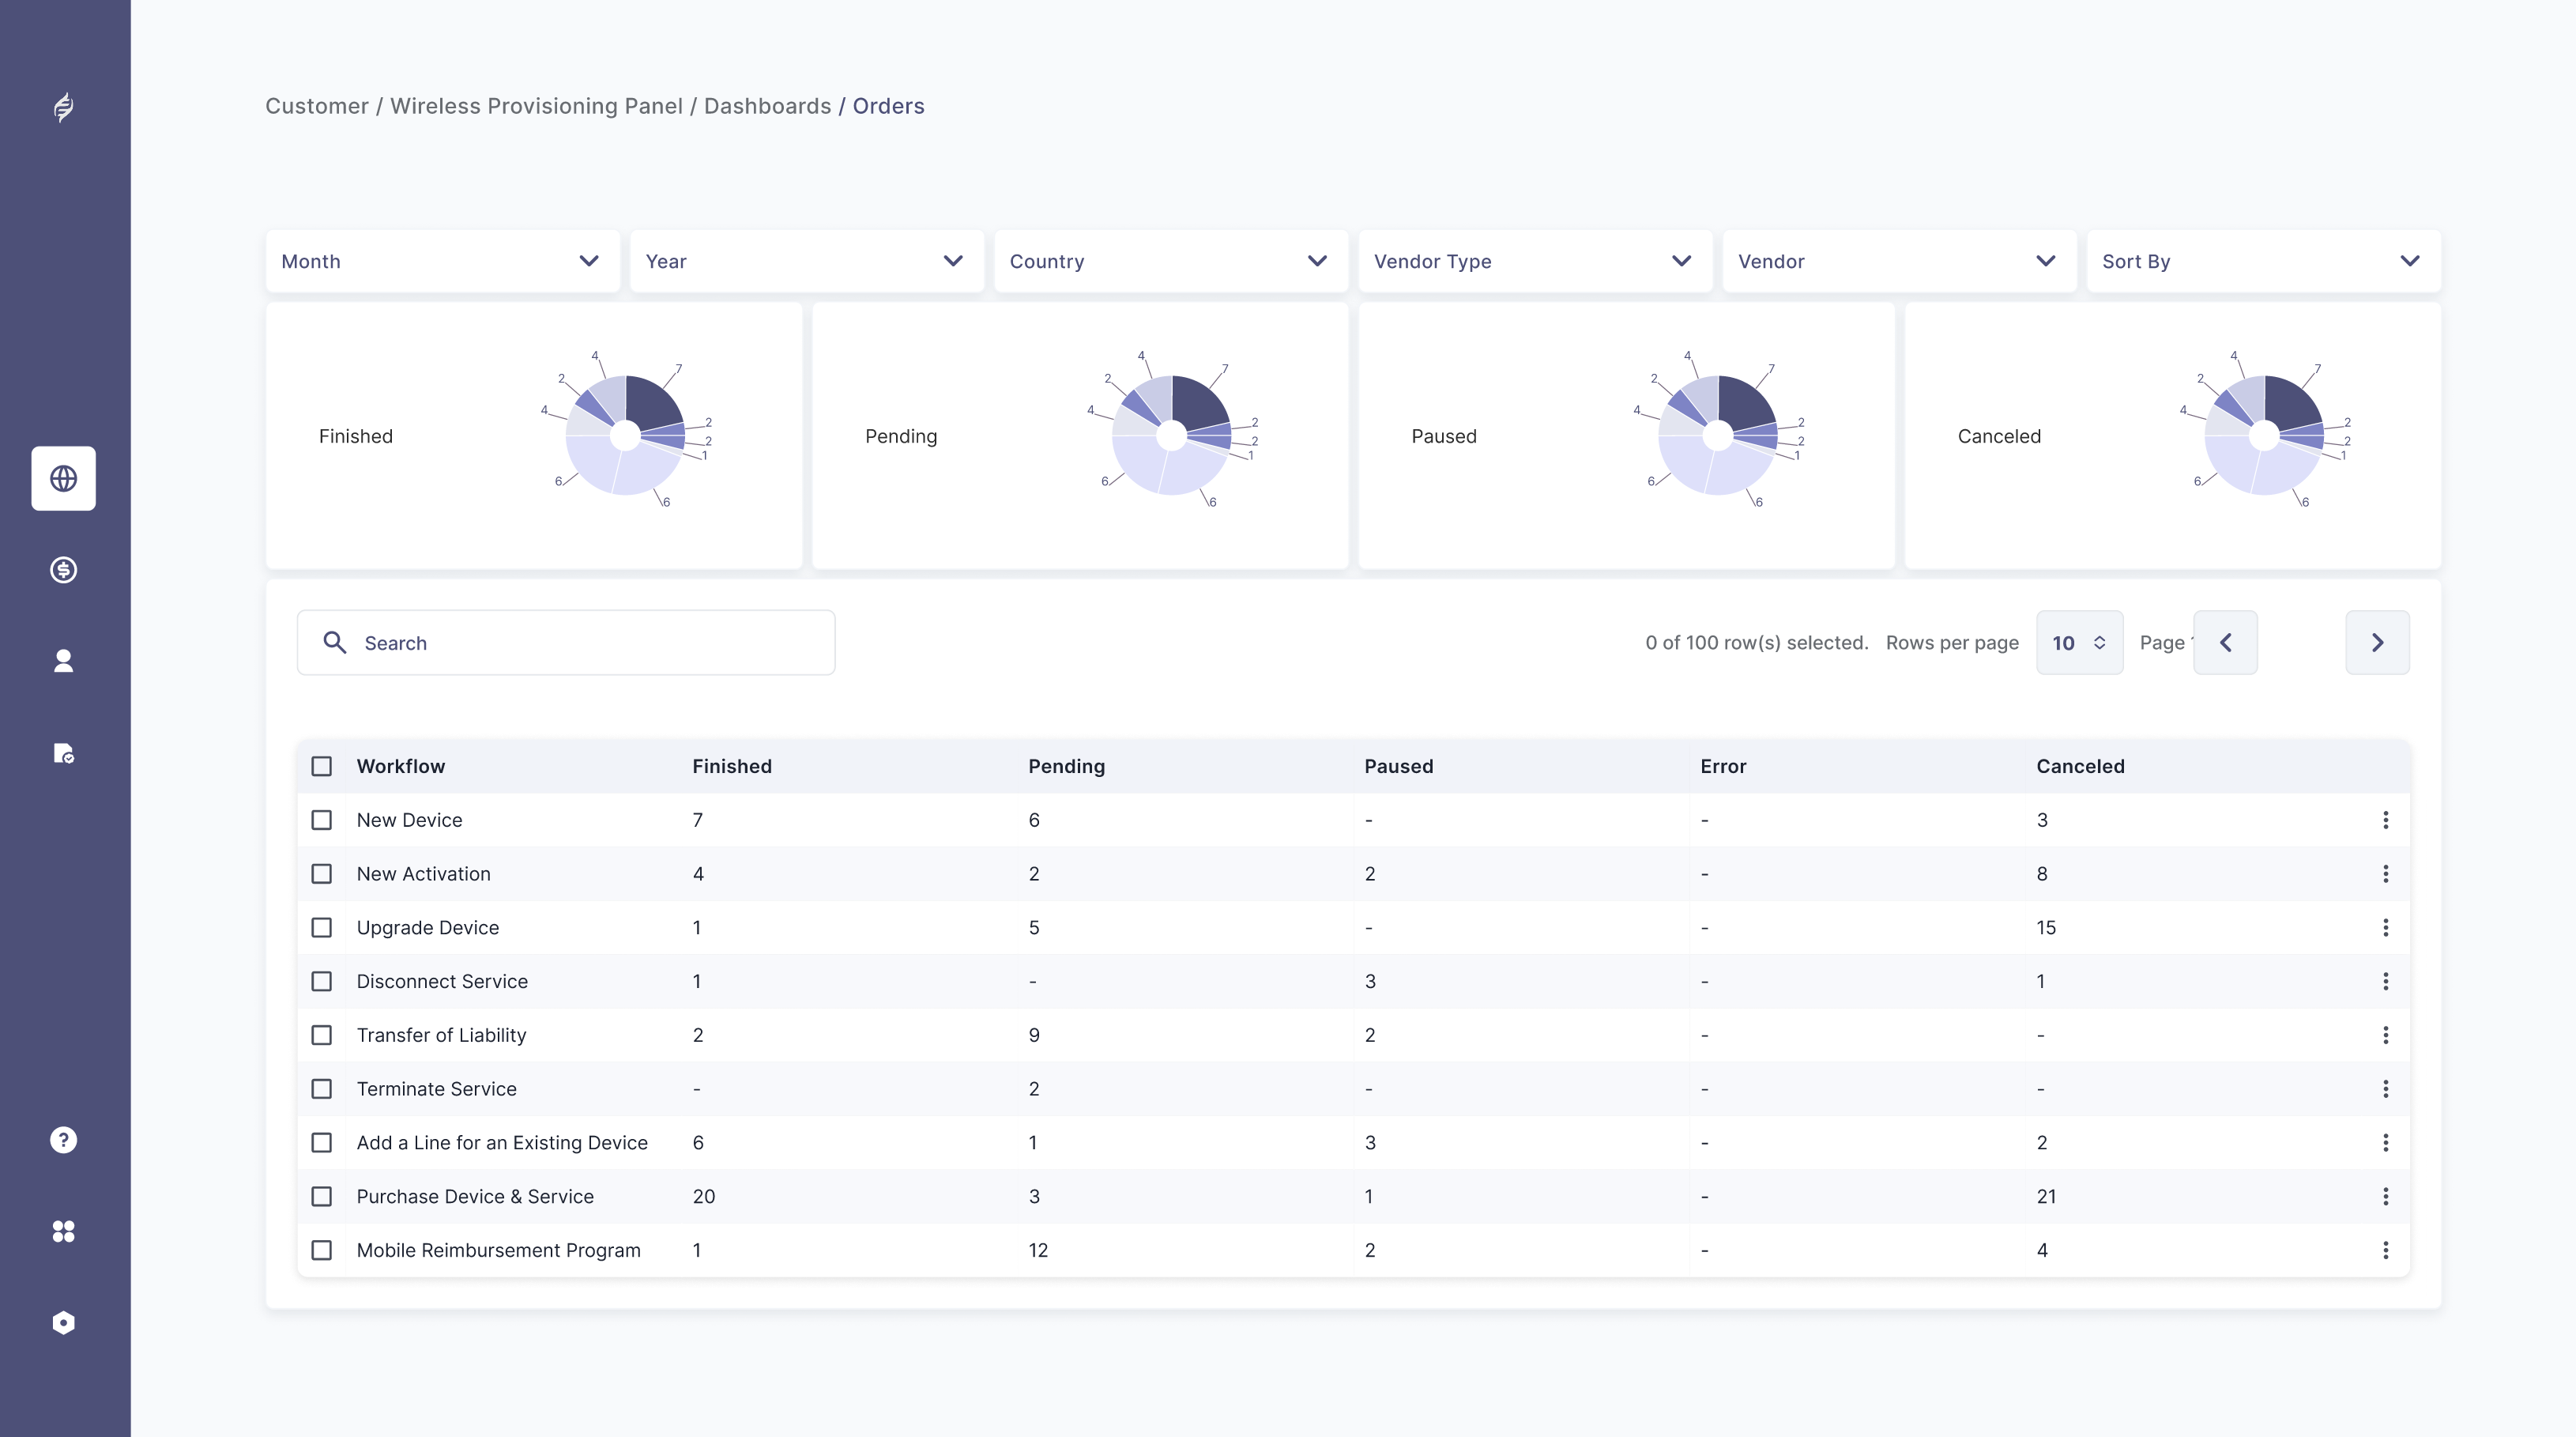 Customer / Wireless Provisioning Panel / Dashboards / Orders
Month Year Country Vendor Type Vendor Sort By
Finished 4 7 2 2 4 2 1 6 6
Pending 4 7 2 2 4 2 1 6 6
Paused 4 7 2 2 4 2 1 6 6
Canceled 4 7 2 2 4 2 1 6 6
Search 0 of 100 row(s) selected. Rows per page 10 Page
Workflow Finished Pending Paused Error Canceled
New Device 7 6 - - 3
New Activation 4 2 2 - 8
Upgrade Device 1 5 - - 15
Disconnect Service 1 - 3 - 1
Transfer of Liability 2 9 2 - -
Terminate Service - 2 - - -
Add a Line for an Existing Device 6 1 3 - 2
Purchase Device & Service 20 3 1 - 21
Mobile Reimbursement Program 1 12 2 - 4